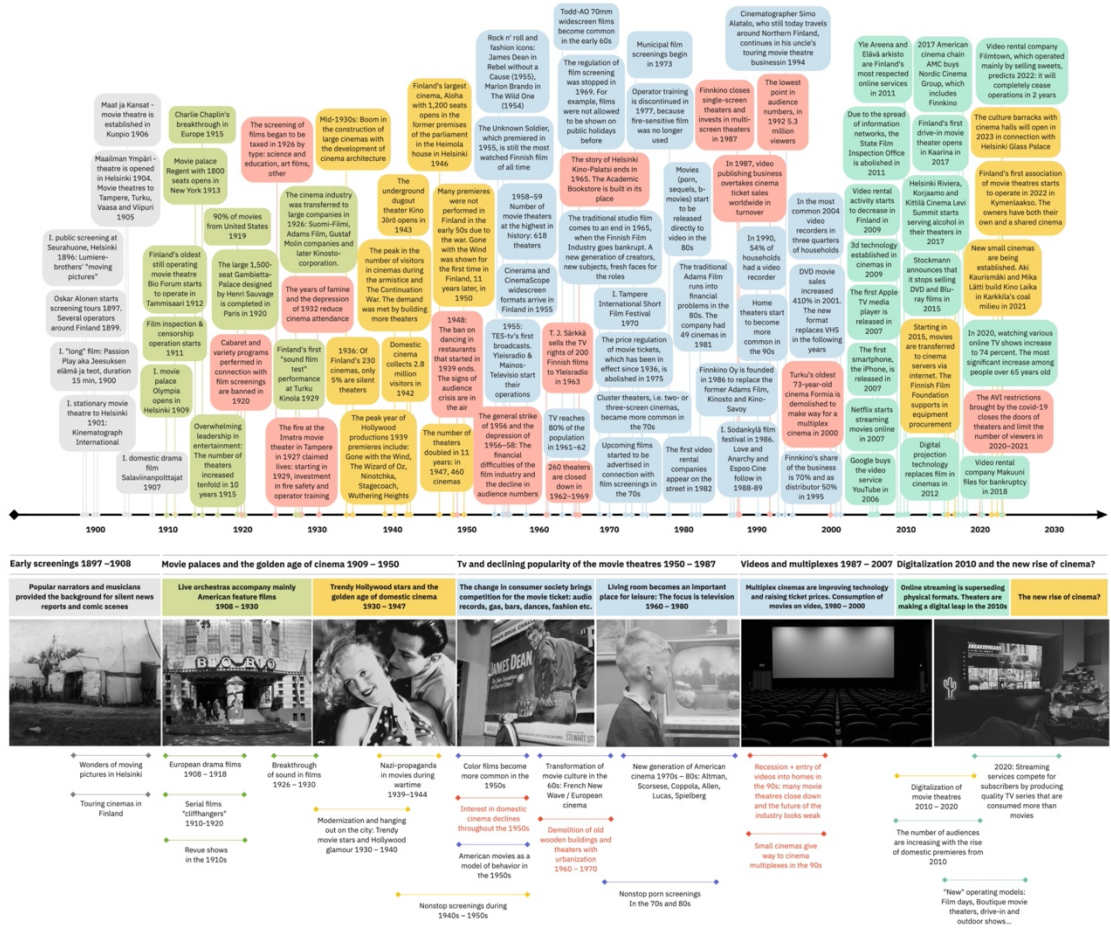 Maat ja Kansat -
movie theatre is
established in
Kuopio 1906
Maailman Ympäri -
theatre is opened in
Helsinki 1904.
Movie theatres to
Tampere, Turku,
Vaasa and Viipuri
1905
I. public screening at
Seurahuone, Helsinki
1896: Lumiere-
brothers' "moving
pictures"
Oskar Alonen starts
screening tours 1897.
Several operators
around Finland 1899.
I. "long" film: Passion
Play aka Jeesuksen
elämä ja teot, duration
15 min, 1900
I. stationary movie
theatre to Helsinki
1901:
Kinematograph
International
I. domestic drama
film
Salaviinanpolttajat
1907
Charlie Chaplin's
breakthrough in
Europe 1915
Movie palace
Regent with 1800
seats opens in
New York 1913
90% of movies
from United States
1919
Finland's oldest
still operating
movie theatre
Bio Forum starts
to operate in
Tammisaari 1912
The large 1,500-
seat Gambietta-
Palace designed
by Henri Sauvage
is completed in
Paris in 1920
Film inspection &
censorship
operation starts
1911
I. movie
palace
Olympia
opens in
Helsinki 1909
Cabaret and
variety programs
perfermed in
connection with
film screenings
are banned in
1920
Overwhelming
leadership in
entertainment:
The number of
theaters
increased
tenfold in 10
years 1915
The screening of
films began to be
taxed in 1926 by
type: science and
education, art films,
other
The cinema industry
was transferred to
large companies in
1926: Suomi-Filmi,
Adams Film, Gustaf
Molin companies and
later Kinosto-
corporation.
The years of famine
and the depression
of 1932 reduce
cinema attendance
Finland's first
"sound film
test"
performance
at Turku
Kinola 1929
The fire at the
Imatra movie
theater in Tampere
in 1927 claimed
lives: starting in
1929, investment
in fire safety and
operator training
Mid-1930s: Boom in
the construction of
large cinemas with
the development of
cinema architecture
The
underground
dugout
theater Kino
Jörö opens in
1943
The peak in the
number of visitors
in cinemas during
the armistice and
The Continuation
War. The demand
was met by building
more theaters
1936: Of
Finland's 230
cinemas, only
5% are silent
theaters
Domestic
cinema
collects 2.8
million
visitors in
1942
The peak year of
Hollywood
productions 1939
premieres include:
Gone with the Wind,
The Wizard of Oz,
Ninotchka,
Stagecoach,
Wuthering Heights
Finland's largest
cinema, Aloha
with 1,200 seats
opens in the
former premises
of the parliament
in the Heimola
house in Helsinki
1946
Many premieres
were not
performed in
Finland in the
early 50s due to
the war. Gone with
the Wind was
shown for the
first time in
Finland, 11
years later, in
1950
1948:
The ban on
dancing in
restaurants
that started in
1939 ends.
The signs of
audience
crisis are in
the air
The number of
theaters
doubled in 11
years: in
1947, 460
cinemas
Rock n' roll and
fashion icons:
James Dean in
Rebel without a
Cause (1955),
Marlon Brando in
The Wild One
(1954)
The Unknown Soldier,
which premiered in
1955, is still the most
watched Finnish film
of all time
1958–59
Number of
movie theaters
at the highest in
history: 618
theaters
Cinerama and
CinemaScope
widescreen
formats arrive in
Finland in 1955
1955:
TES-tv's first
broadcasts.
Yleisradio &
Mainos-
Televisio start
their
operations
The general strike
of 1956 and the
depression of
1956–58: The
financial
difficulties of the
film industry and
the decline in
audience numbers
Todd-AO 70mm
widescreen films
become common
in the early 60s
The regulation of
film screening
was stopped in
1969. For
example, films
were not allowed
to be shown on
public holidays
before
The story of Helsinki
Kino-Palatsi ends in
1965. The Academic
Bookstore is built in its
place
The traditional studio film
comes to an end in 1965,
when the Finnish Film
Industry goes bankrupt. A
new generation of creators,
new subjects, fresh faces for
the roles
I. Tampere
International Short
Film Festival
1970
T. J. Särkkä
sells the TV
rights of 200
Finnish films
to Yleisradio
in 1963
The price regulation
of movie tickets,
which has been in
effect since 1936, is
abolished in 1975
Cluster theaters, i.e. two- or
three-screen cinemas,
became more common in
the 70s
TV reaches
80% of the
population
in 1961–62
260 theaters
are closed
down in
1962–1969
Upcoming films
started to be
advertised in
connection with
film screenings
in the 70s
Municipal film
screenings begin
in 1973
Operator training
is discontinued in
1977, because
fire-sensitive film
was no longer
used
Movies
(porn,
sequels, b-
movies) start to
be released
directly to video
in the 80s
The traditional
Adams Film
runs into
financial
problems in the
80s. The
company had
49 cinemas in
1981
The first video
rental
companies
appear on the
street in 1982
Cinematographer Simo
Alatalo, who still today travels
around Northern Finland,
continues in his uncle's
touring movie theatre
businessin 1994
Finnkino closes
single-screen
theaters and
invests in multi-
screen theaters
in 1987
The lowest
point in
audience
numbers, in
1992 5.3
million
viewers
In 1987, video
publishing business
overtakes cinema
ticket sales
worldwide in
turnover
In 1990,
54% of
households
had a video
recorder
In the most
common 2004
video
recorders in
three quarters
of households
Home
theaters start
to become
more
common in
the 90s
DVD movie
sales
increased
410% in 2001.
The new
format
replaces VHS
in the
following years
Finnkino Oy is founded
in 1986 to replace the
former Adams Film,
Kinosto and Kino-
Savoy
Turku's oldest
73-year-old
cinema Formia is
demolished to
make way for a
multiplex
cinema in 2000
I. Sodankylä film
festival in 1986.
Love and
Anarchy and
Espoo Cine
follow in
1988-89
Finnkino's share
of the business
is 70% and as
distributor 50%
in 1995
Yle Areena and
Elävä arkisto
are Finland's
most respected
online services
in 2011
Due to the
spread of
information
networks, the
State Film
Inspection Office
is abolished in
2011
Video rental
activity starts
to decrease in
Finland in
2009
3d technology
established in
cinemas in
2009
The first Apple
TV media
player is
released in
2007
The first
smartphone,
the iPhone, is
released in
2007
Netflix starts
streaming
movies online
in 2007
Google buys
the video
service
YouTube in
2006
2017 American
cinema chain
AMC buys
Nordic Cinema
Group, which
includes
Finnkino
Finland's first
drive-in movie
theater opens in
Kaarina in 2017
Helsinki Riviera,
Korjaamo and
Kittilä Cinema Levi
Summit starts
serving alcohol in
their theaters in
2017
Stockmann
announces that it
stops selling
DVD and Blu-
ray films in
2015
Starting in
2015, movies
are transferred
to cinema
servers via
internet. The
Finnish Film
Foundation
supports in
equipment
procurement
Digital
projection
technology
replaces film in
cinemas in
2012
Video rental company
Filmtown, which operated
mainly by selling sweets,
predicts 2022: it will
completely cease
operations in 2 years
The culture barracks with
cinema halls will open in
2023 in connection with
Helsinki Glass Palace
Finland's first association
of movie theatres starts
to operate in 2022 in
Kymenlaakso. The
owners have both their
own and a shared cinema
New small cinemas
are being
established. Aki
Kaurismäki and Mika
Lätti build Kino Laika
in Karkkila's coal
milieu in 2021
In 2020, watching various
online TV shows increase
to 74 percent. The most
significant increase among
people over 65 years old
The AVI restrictions
brought by the covid-19
closes the doors of
theaters and limit the
number of viewers in
2020–2021
Video rental
company Makuuni
files for bankruptcy
in 2018
1900 1910 1920 1930 1940 1950 1960 1970 1980 1990 2000 2010 2020 2030
Early screenings 1897 –1908
Movie palaces and the golden age of cinema 1909 – 1950
Tv and declining popularity of the movie theatres 1950 – 1987
Videos and multiplexes 1987 – 2007
Digitalization 2010 and the new rise of cinema?
Popular narrators and musicians
provided the background for silent news
reports and comic scenes
Live orchestras accompany mainly
American feature films
1908 – 1930
Trendy Hollywood stars and the
golden age of domestic cinema
1930 – 1947
The change in consumer society brings
competition for the movie ticket: audio
records, gas, bars, dances, fashion etc.
Living room becomes an important
place for leisure: The focus is television
1960 – 1980
Multiplex cinemas are improving technology
and raising ticket prices. Consumption of
movies on video, 1980 – 2000
Online streaming is superseding
physical formats. Theaters are
making a digital leap in the 2010s
The new rise of cinema?
BIO BIO
JAMES DEAN
STEWART ST
Wonders of moving
pictures in Helsinki
Touring cinemas in
Finland
European drama films
1908 – 1918
Serial films
"cliffhangers"
1910-1920
Revue shows
in the 1910s
Breakthrough
of sound in films
1926 – 1930
Nazi-propaganda
in movies during
wartime
1939–1944
Modernization and hanging
out on the city: Trendy
movie stars and Hollywood
glamour 1930 – 1940
Nonstop screenings during
1940s – 1950s
Color films become
more common in the
1950s
Interest in domestic
cinema declines
throughout the 1950s
American movies as a
model of behavior in
the 1950s
Transformation of
movie culture in the
60s: French New
Wave / European
cinema
Demolition of old
wooden buildings and
theaters with
urbanization
1960 – 1970
New generation of American
cinema 1970s – 80s: Altman,
Scorsese, Coppola, Allen,
Lucas, Spielberg
Nonstop porn screenings
In the 70s and 80s
Recession + entry of
videos into homes in
the 90s: many movie
theatres close down
and the future of the
industry looks weak
Small cinemas give
way to cinema
multiplexes in the 90s
Digitalization of
movie theatres
2010 – 2020
The number of audiences
are increasing with the rise
of domestic premieres from
2010
2020: Streaming
services compete for
subscribers by producing
quality TV series that are
consumed more than
movies
"New" operating models:
Film days, Boutique movie
theaters, drive-in and
outdoor shows...